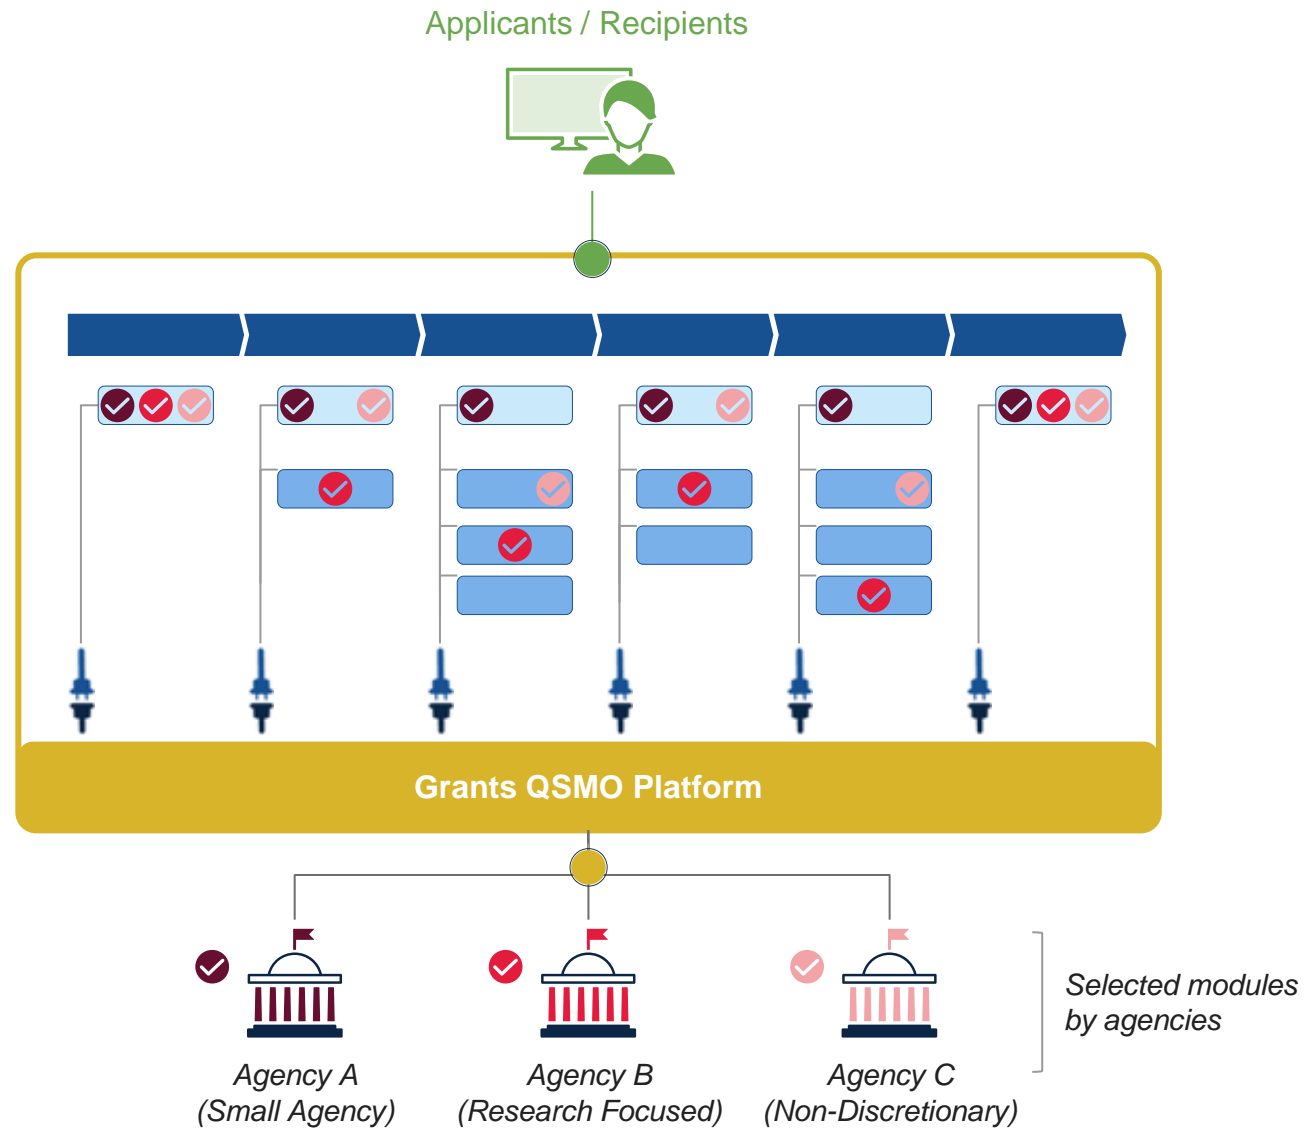 Applicants / Recipients
Grants QSMO Platform
Selected modules
by agencies
Agency A
(Small Agency)
Agency B
(Research Focused)
Agency C
(Non-Discretionary)